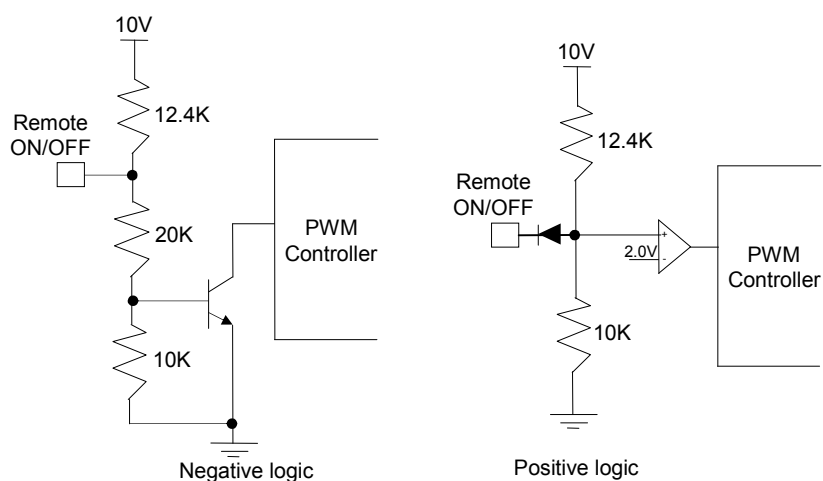 10V
12.4K
Remote
ON/OFF
20K
PWM
Controller
10K
Negative logic
10V
12.4K
Remote
ON/OFF
+
2.0V
-
PWM
Controller
10K
Positive logic